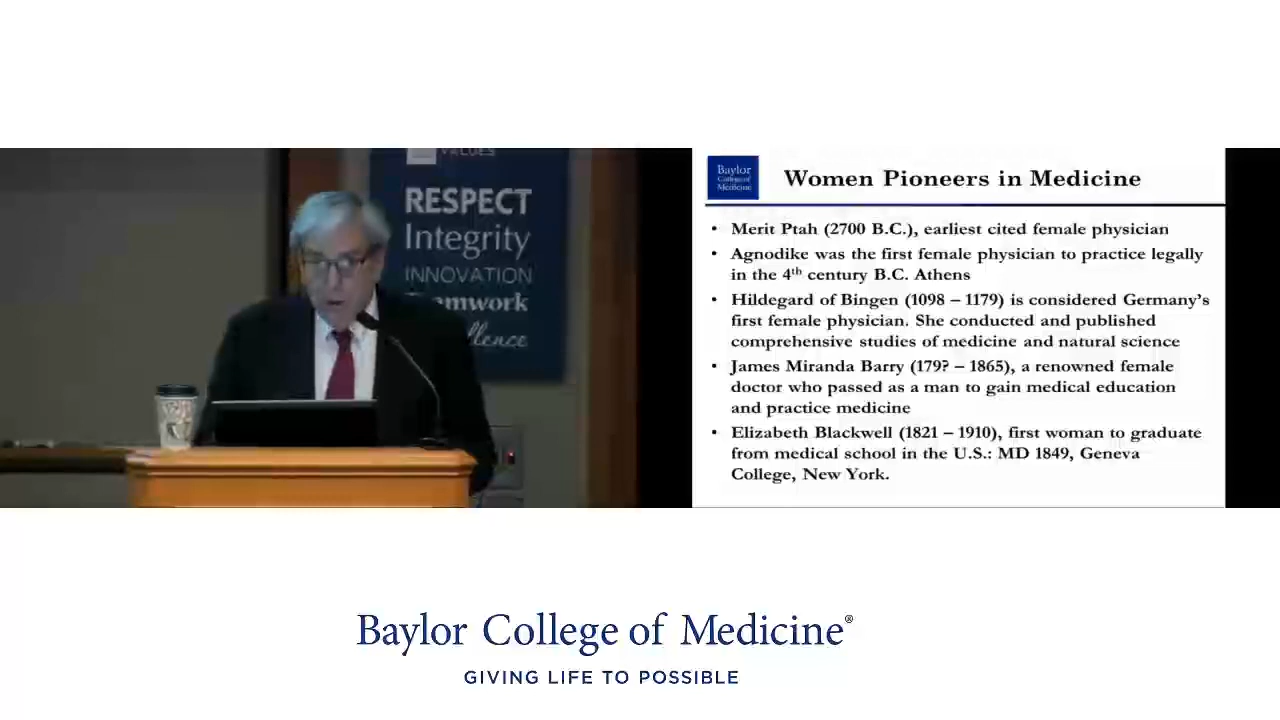 VALUES
RESPECT
Integrity
INNOVATION
Teamwork
Baylor
College of
Medicine
Women Pioneers in Medicine
• Merit Ptah (2700 B.C.), earliest cited female physician
• Agnodike was the first female physician to practice legally
in the 4th century B.C. Athens
• Hildegard of Bingen (1098 – 1179) is considered Germany's
first female physician. She conducted and published
comprehensive studies of medicine and natural science
• James Miranda Barry (179? – 1865), a renowned female
doctor who passed as a man to gain medical education
and practice medicine
• Elizabeth Blackwell (1821 – 1910), first woman to graduate
from medical school in the U.S.: MD 1849, Geneva
College, New York.
Baylor College of Medicine®
GIVING LIFE TO POSSIBLE